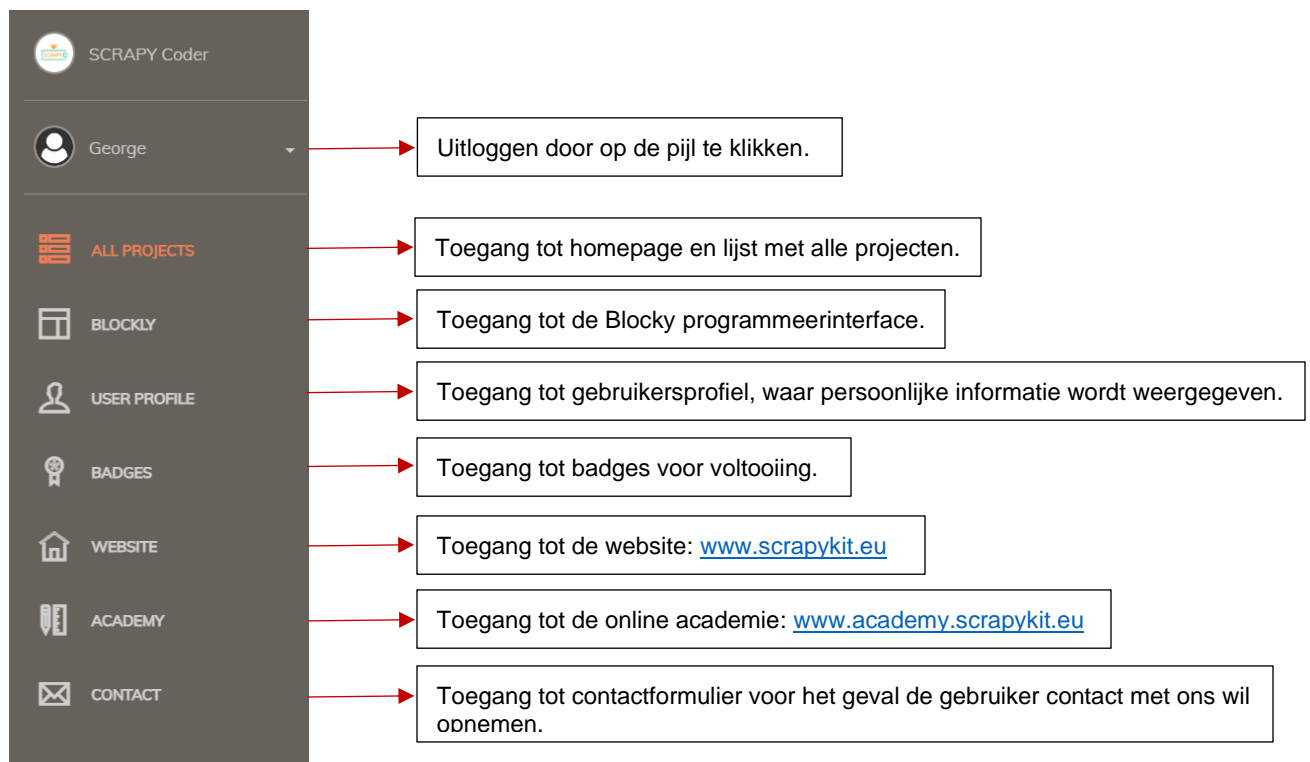 SCRAPY Coder
George
Uitloggen door op de pijl te klikken.
ALL PROJECTS
Toegang tot homepage en lijst met alle projecten.
BLOCKLY
Toegang tot de Blocky programmeerinterface.
USER PROFILE
Toegang tot gebruikersprofiel, waar persoonlijke informatie wordt weergegeven.
BADGES
Toegang tot badges voor voltooiing.
WEBSITE
Toegang tot de website: www.scrapykit.eu
ACADEMY
Toegang tot de online academie: www.academy.scrapykit.eu
CONTACT
Toegang tot contactformulier voor het geval de gebruiker contact met ons wil
opnemen.